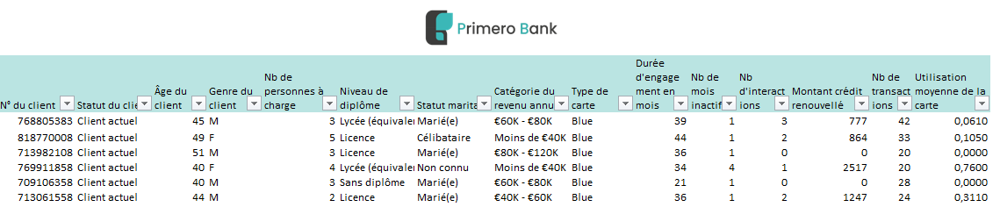 Primero Bank
N° du client Statut du clie Âge du client Genre du client Nb de personnes à charge Niveau de diplôme Statut marita Catégorie du revenu annu Type de carte Durée d'engage ment en mois Nb de mois inactif Nb d'interact ions Montant crédit renouvellé Nb de transact ions Utilisation moyenne de la carte
768805383 Client actuel 45 M 3 Lycée (équivaler Marié(e) €60K - €80K Blue 39 1 3 777 42 0,0610
818770008 Client actuel 49 F 5 Licence Célibataire Moins de €40K Blue 44 1 2 864 33 0,1050
713982108 Client actuel 51 M 3 Licence Marié(e) €80K - €120K Blue 36 1 0 0 20 0,0000
769911858 Client actuel 40 F 4 Lycée (équivaler Non connu Moins de €40K Blue 34 4 1 2517 20 0,7600
709106358 Client actuel 40 M 3 Sans diplôme Marié(e) €60K - €80K Blue 21 1 0 0 28 0,0000
713061558 Client actuel 44 M 2 Licence Marié(e) €40K - €60K Blue 36 1 2 1247 24 0,3110